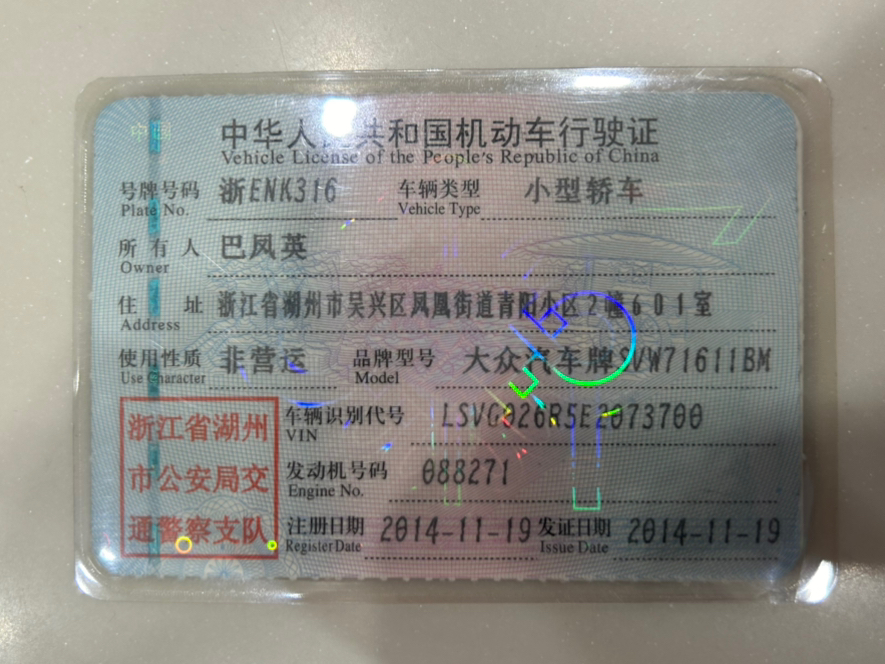 中国
中华人民共和国机动车行驶证
Vehicle License of the People's Republic of China
号牌号码 浙ENK316 车辆类型 小型轿车
Plate No. Vehicle Type
所有人 巴凤英
Owner
住址 浙江省湖州市吴兴区凤凰街道青阳小区2幢601室
Address
使用性质 非营运 品牌型号 大众汽车牌SVW71611BM
Use Character Model
浙江省湖州
市公安局交
通警察支队
车辆识别代号 LSVG026R5E2073700
VIN
发动机号码 088271
Engine No.
注册日期 2014-11-19 发证日期 2014-11-19
Register Date Issue Date